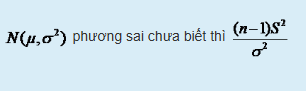 N(μ,σ²) phương sai chưa biết thì (n−1)S²/σ²